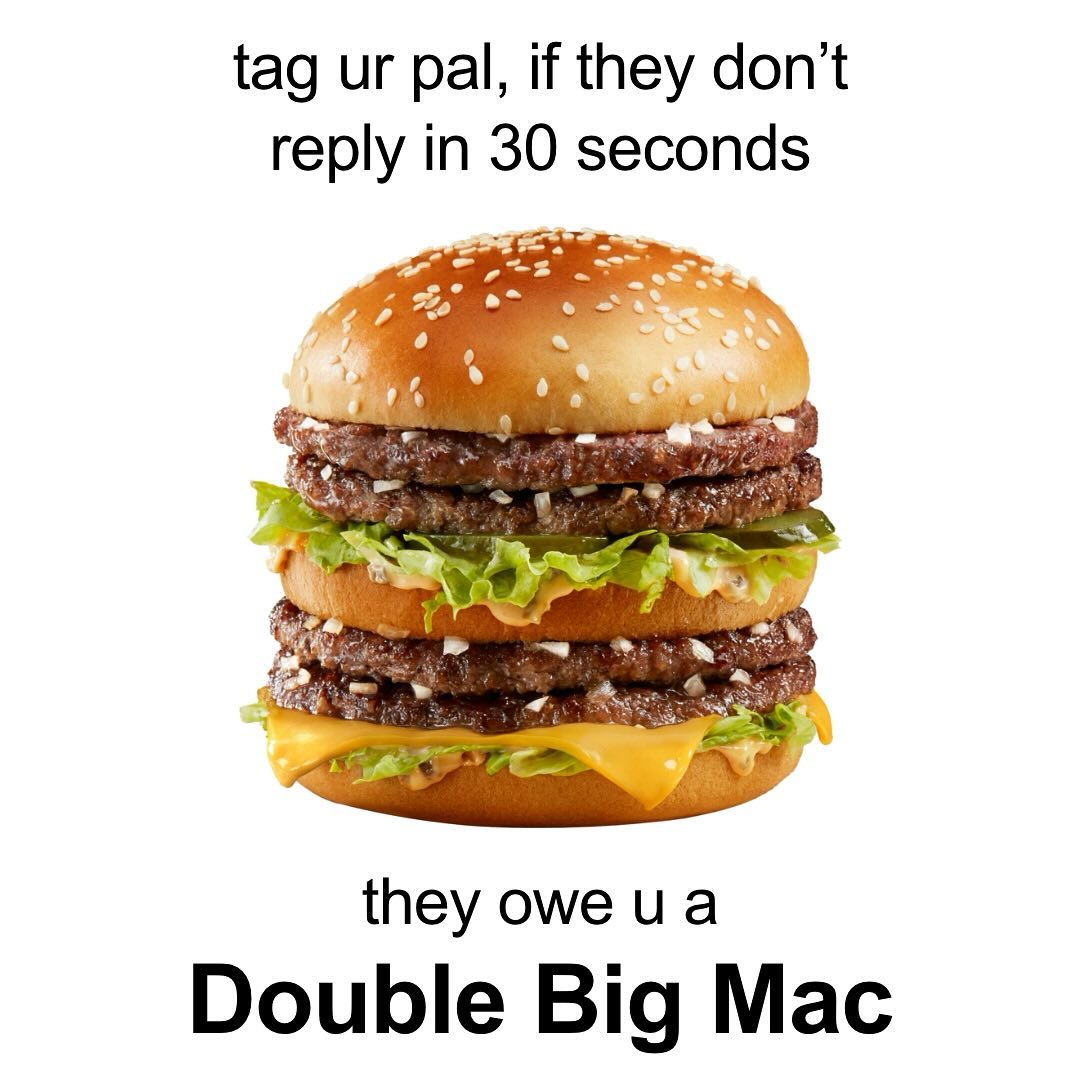 tag ur pal, if they don’t
reply in 30 seconds
they owe u a
Double Big Mac